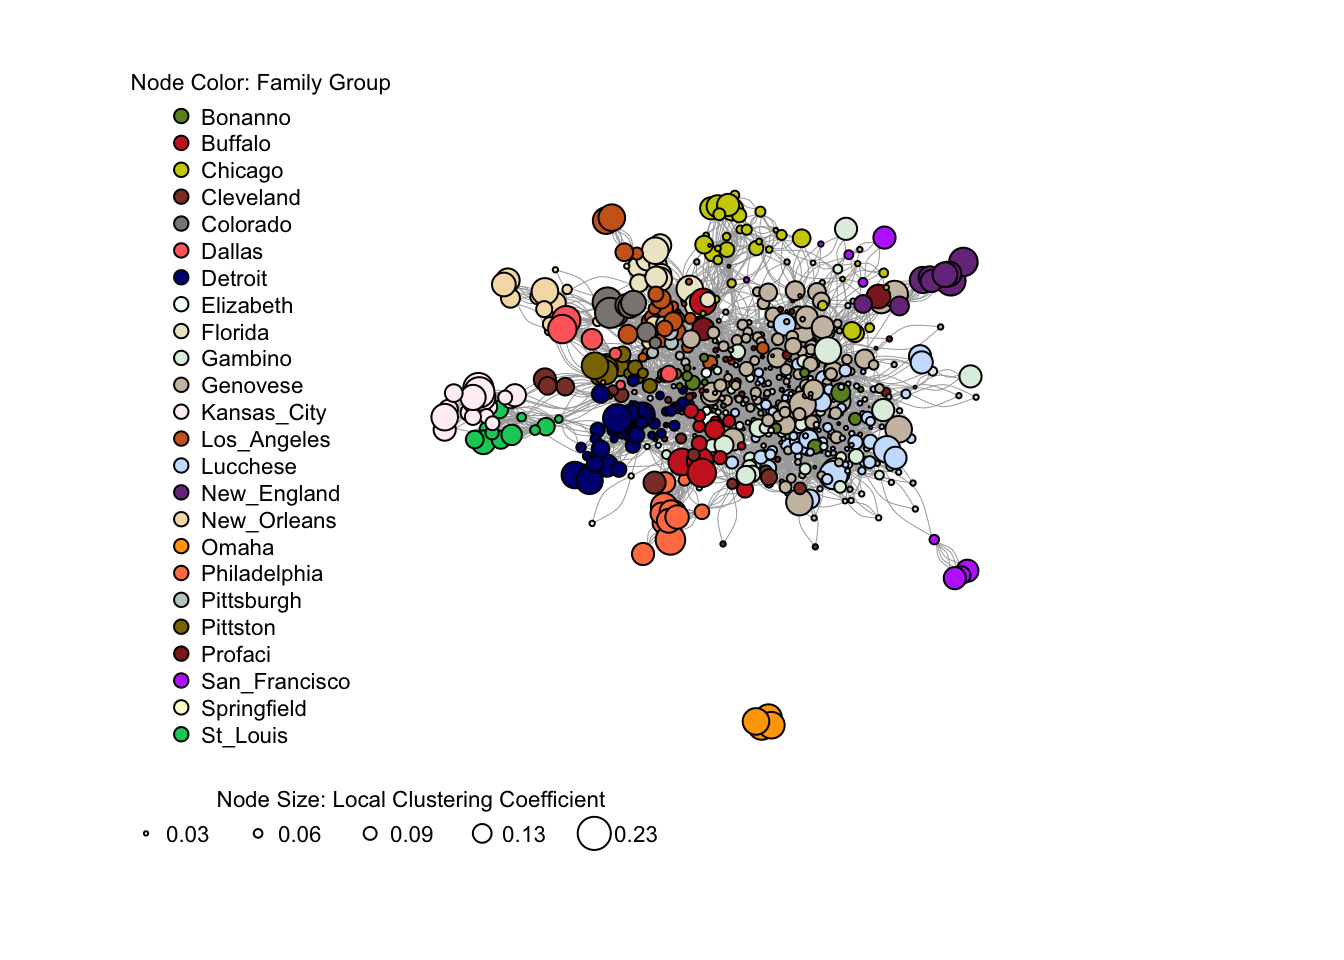 Node Color: Family Group
Bonanno
Buffalo
Chicago
Cleveland
Colorado
Dallas
Detroit
Elizabeth
Florida
Gambino
Genovese
Kansas_City
Los_Angeles
Lucchese
New_England
New_Orleans
Omaha
Philadelphia
Pittsburgh
Pittston
Profaci
San_Francisco
Springfield
St_Louis
Node Size: Local Clustering Coefficient
0.03 0.06 0.09 0.13 0.23